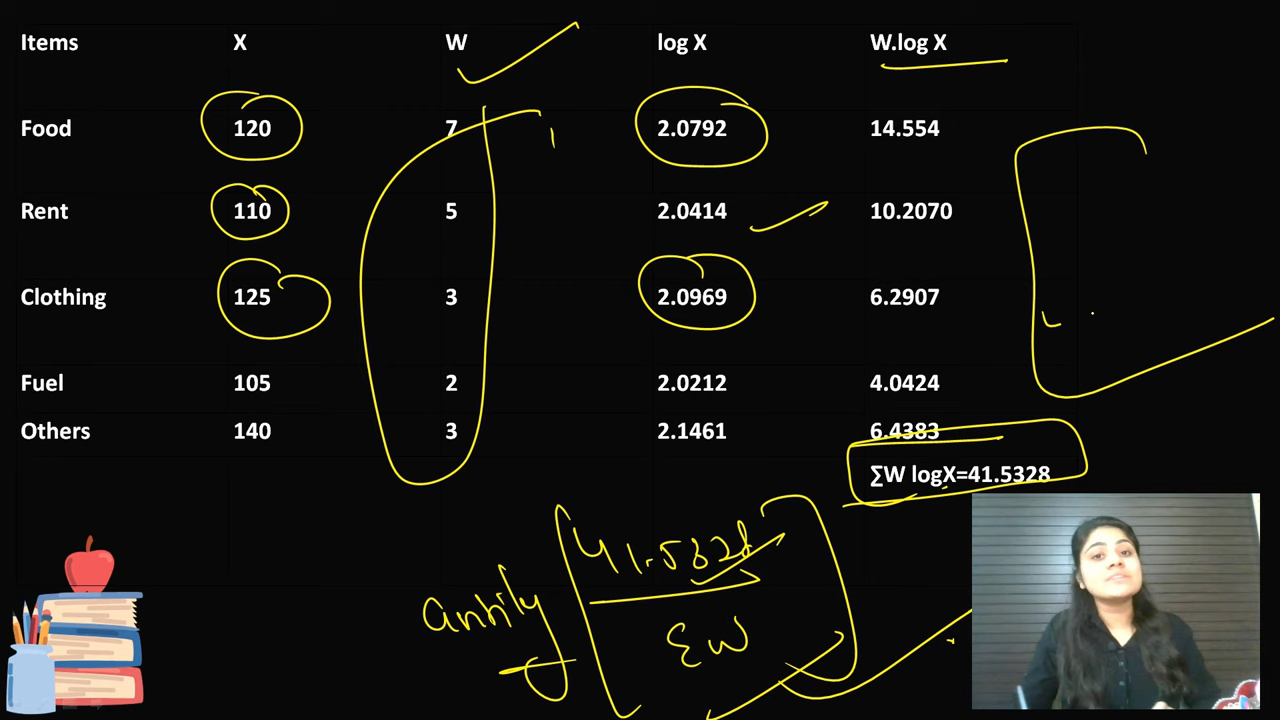 Items X W log X W.log X
Food 120 7 2.0792 14.554
Rent 110 5 2.0414 10.2070
Clothing 125 3 2.0969 6.2907
Fuel 105 2 2.0212 4.0424
Others 140 3 2.1461 6.4383
∑W logX=41.5328
41.5328
antilog
ΣW